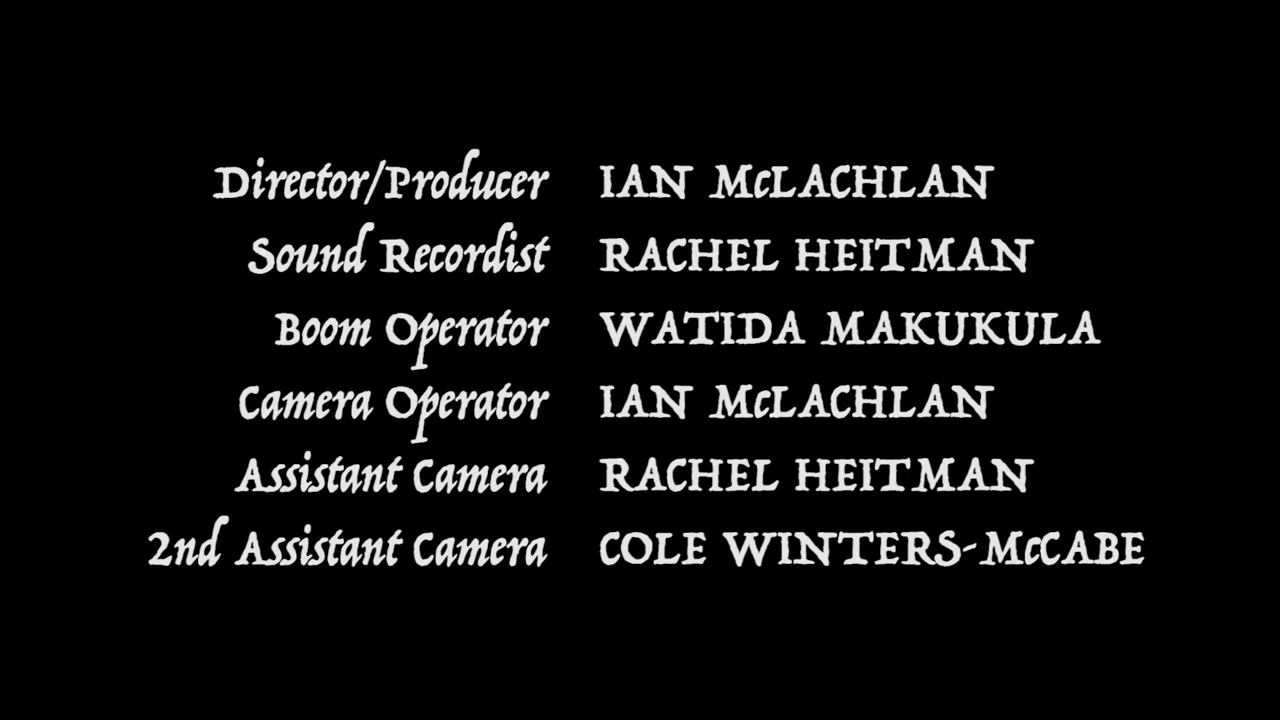 Director/Producer IAN McLACHLAN
Sound Recordist RACHEL HEITMAN
Boom Operator WATIDA MAKUKULA
Camera Operator IAN McLACHLAN
Assistant Camera RACHEL HEITMAN
2nd Assistant Camera COLE WINTERS-McCABE